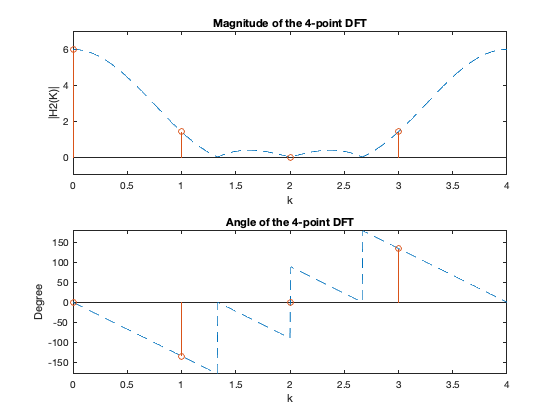 Magnitude of the 4-point DFT
6
4
2
0
|H2(K)|
0 0.5 1 1.5 2 2.5 3 3.5 4
k
Angle of the 4-point DFT
150
100
50
0
-50
-100
-150
Degree
0 0.5 1 1.5 2 2.5 3 3.5 4
k